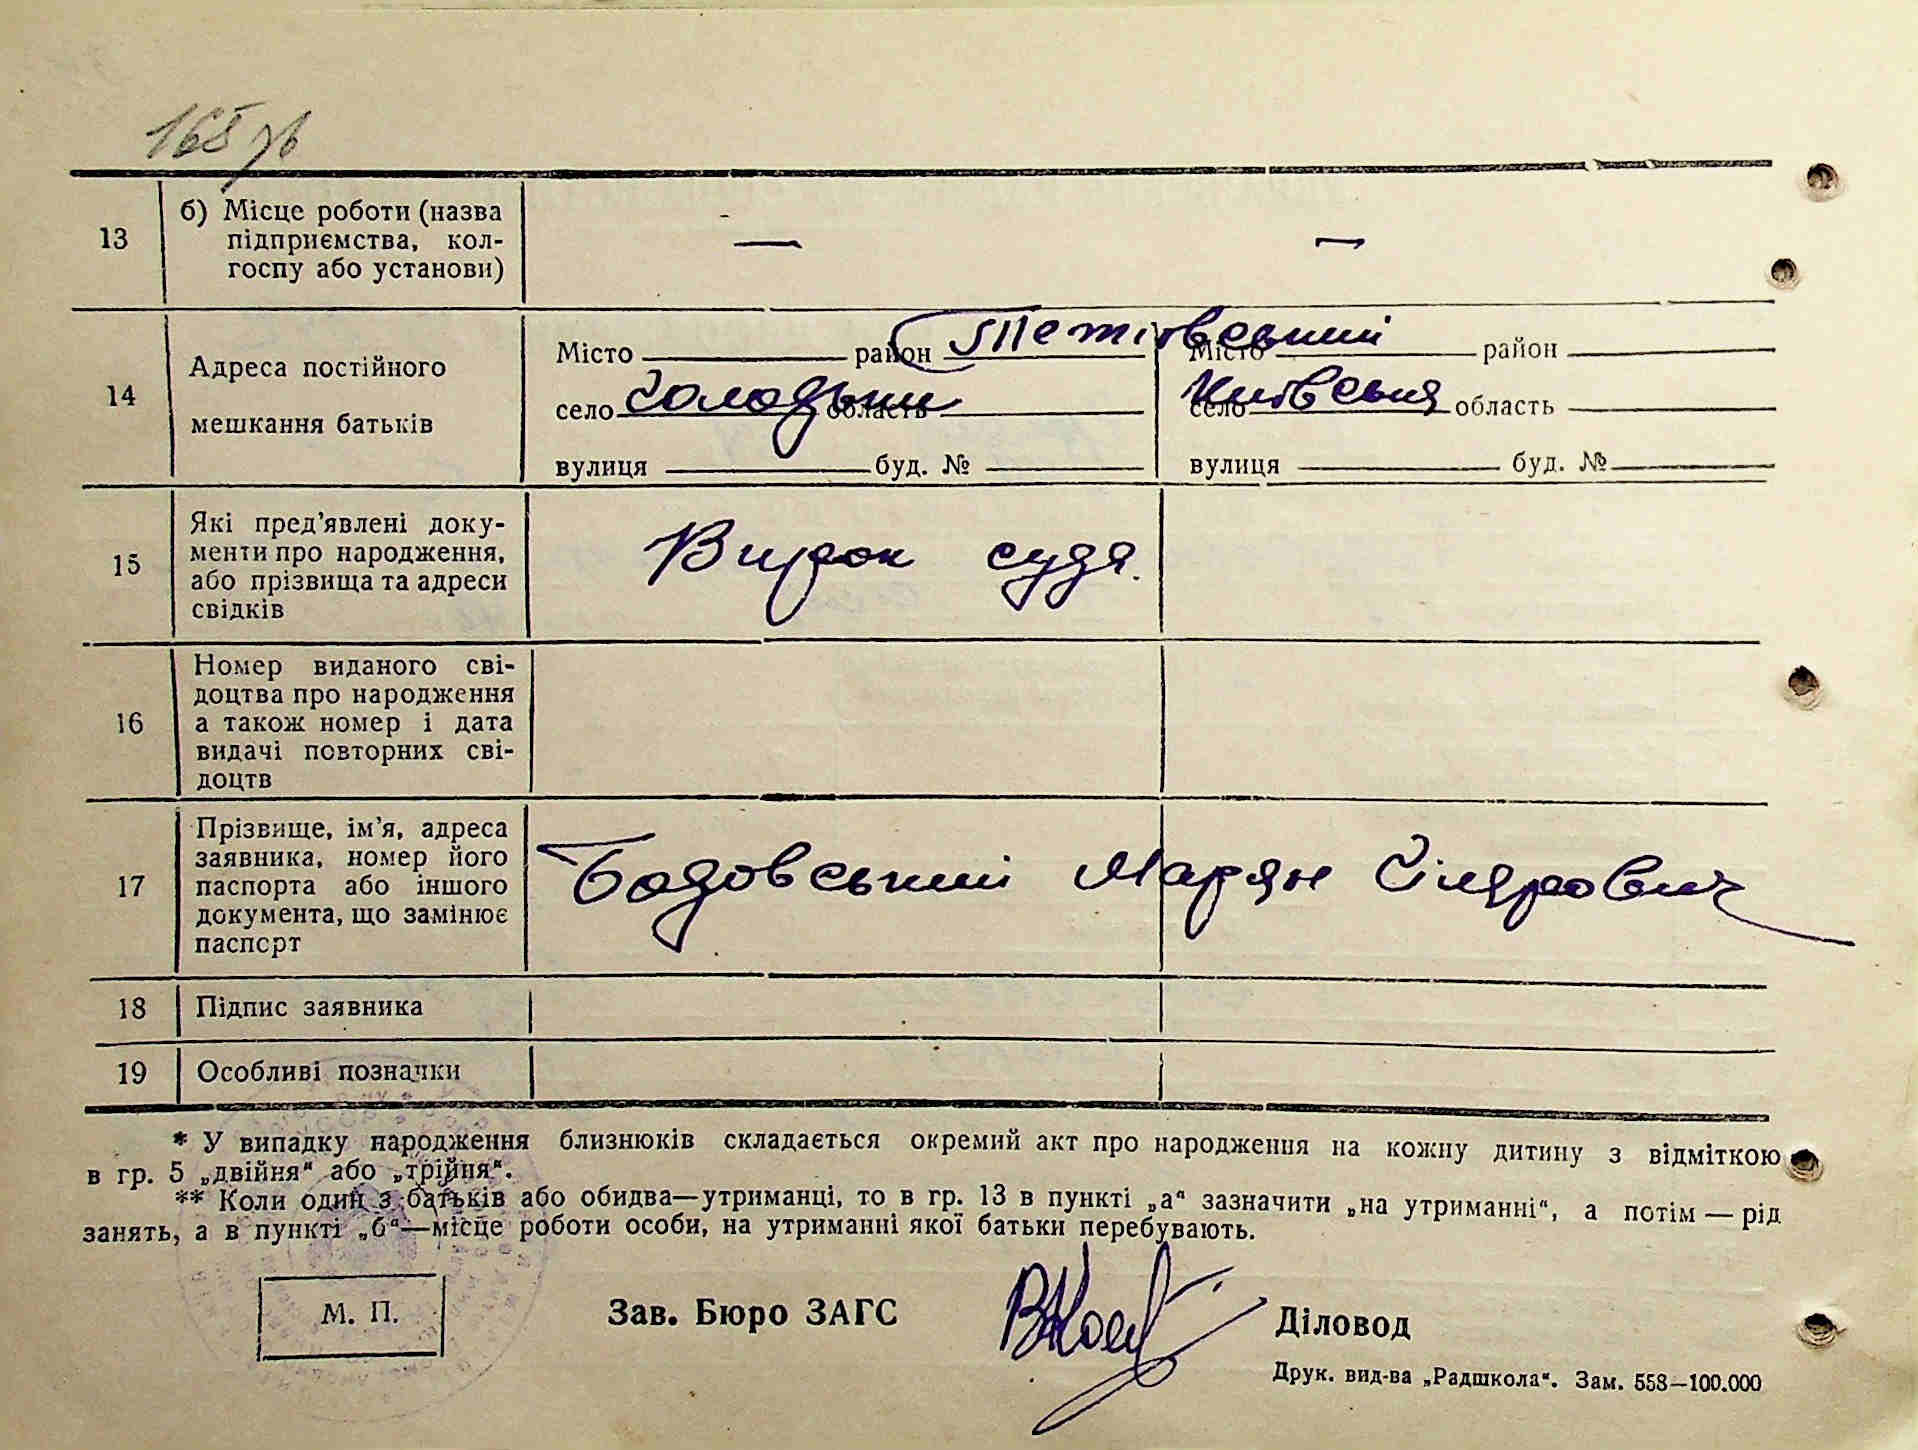 165 зв
13
б) Місце роботи (назва
підприємства, кол-
госпу або установи)
— —
14
Адреса постійного
мешкання батьків
Місто район Тетіївський Місто район
село Голодьки область село Київська область
вулиця буд. № вулиця буд. №
15
Які пред'явлені доку-
менти про народження,
або прізвища та адреси
свідків
Вирок суда.
16
Номер виданого сві-
доцтва про народження
а також номер і дата
видачі повторних сві-
доцтв
17
Прізвище, ім'я, адреса
заявника, номер його
паспорта або іншого
документа, що замінює
паспорт
Бодовський Марян Гілярович
18 Підпис заявника
19 Особливі позначки
* У випадку народження близнюків складається окремий акт про народження на кожну дитину з відміткою
в гр. 5 „двійня" або „трійня".
** Коли один з батьків або обидва—утриманці, то в гр. 13 в пункті „а" зазначити „на утриманні", а потім — рід
занять, а в пункті „б"—місце роботи особи, на утриманні якої батьки перебувають.
М. П.
Зав. Бюро ЗАГС
Діловод
Друк. вид-ва „Радшкола". Зам. 558—100.000